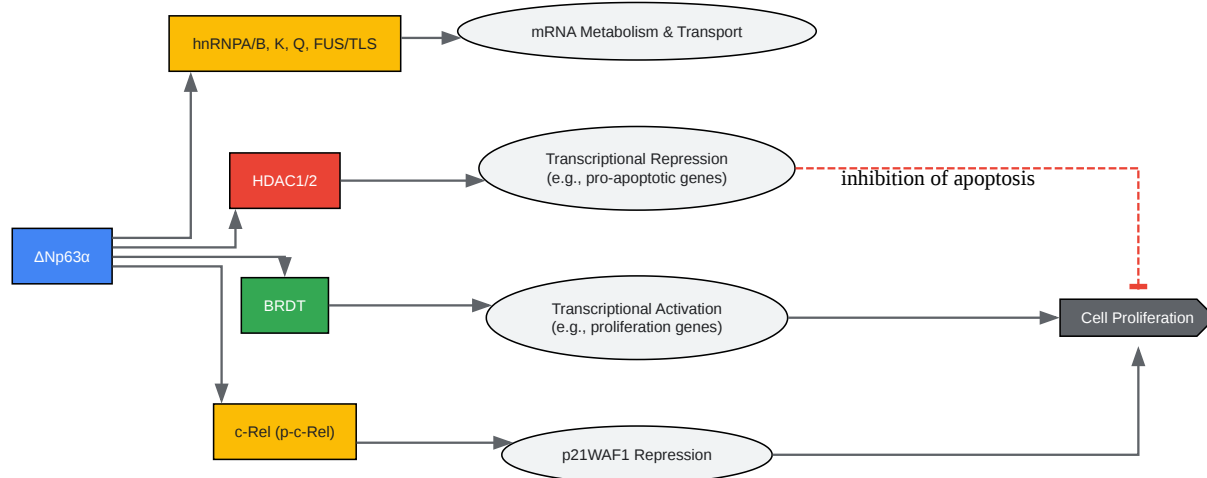 hnRNPA/B, K, Q, FUS/TLS
mRNA Metabolism & Transport
HDAC1/2
Transcriptional Repression
(e.g., pro-apoptotic genes)
inhibition of apoptosis
ΔNp63α
BRDT
Transcriptional Activation
(e.g., proliferation genes)
Cell Proliferation
c-Rel (p-c-Rel)
p21WAF1 Repression